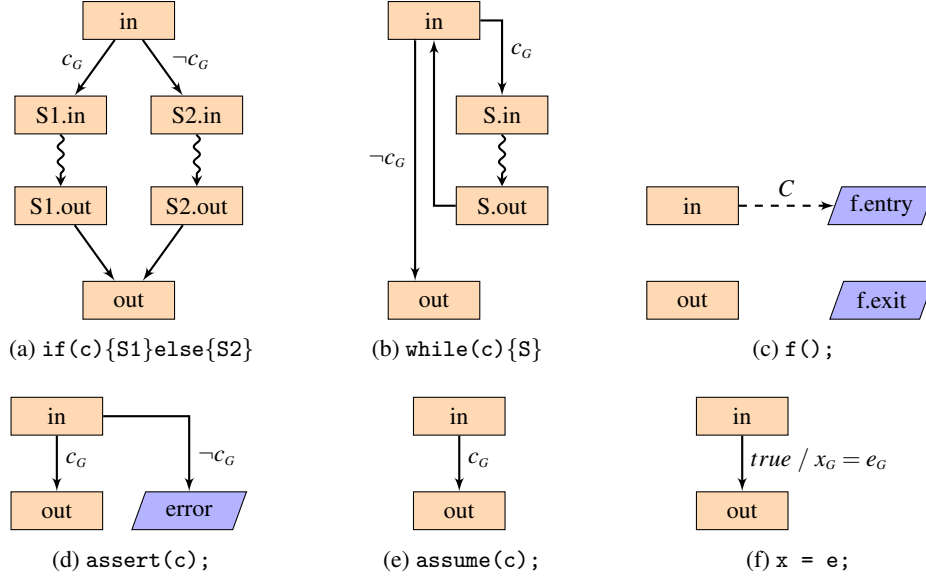 in
c_G
¬c_G
S1.in
S2.in
S1.out
S2.out
out
(a) if(c){S1}else{S2}
in
c_G
S.in
¬c_G
S.out
out
(b) while(c){S}
in
C
f.entry
out
f.exit
(c) f();
in
c_G
¬c_G
out
error
(d) assert(c);
in
c_G
out
(e) assume(c);
in
true / x_G = e_G
out
(f) x = e;